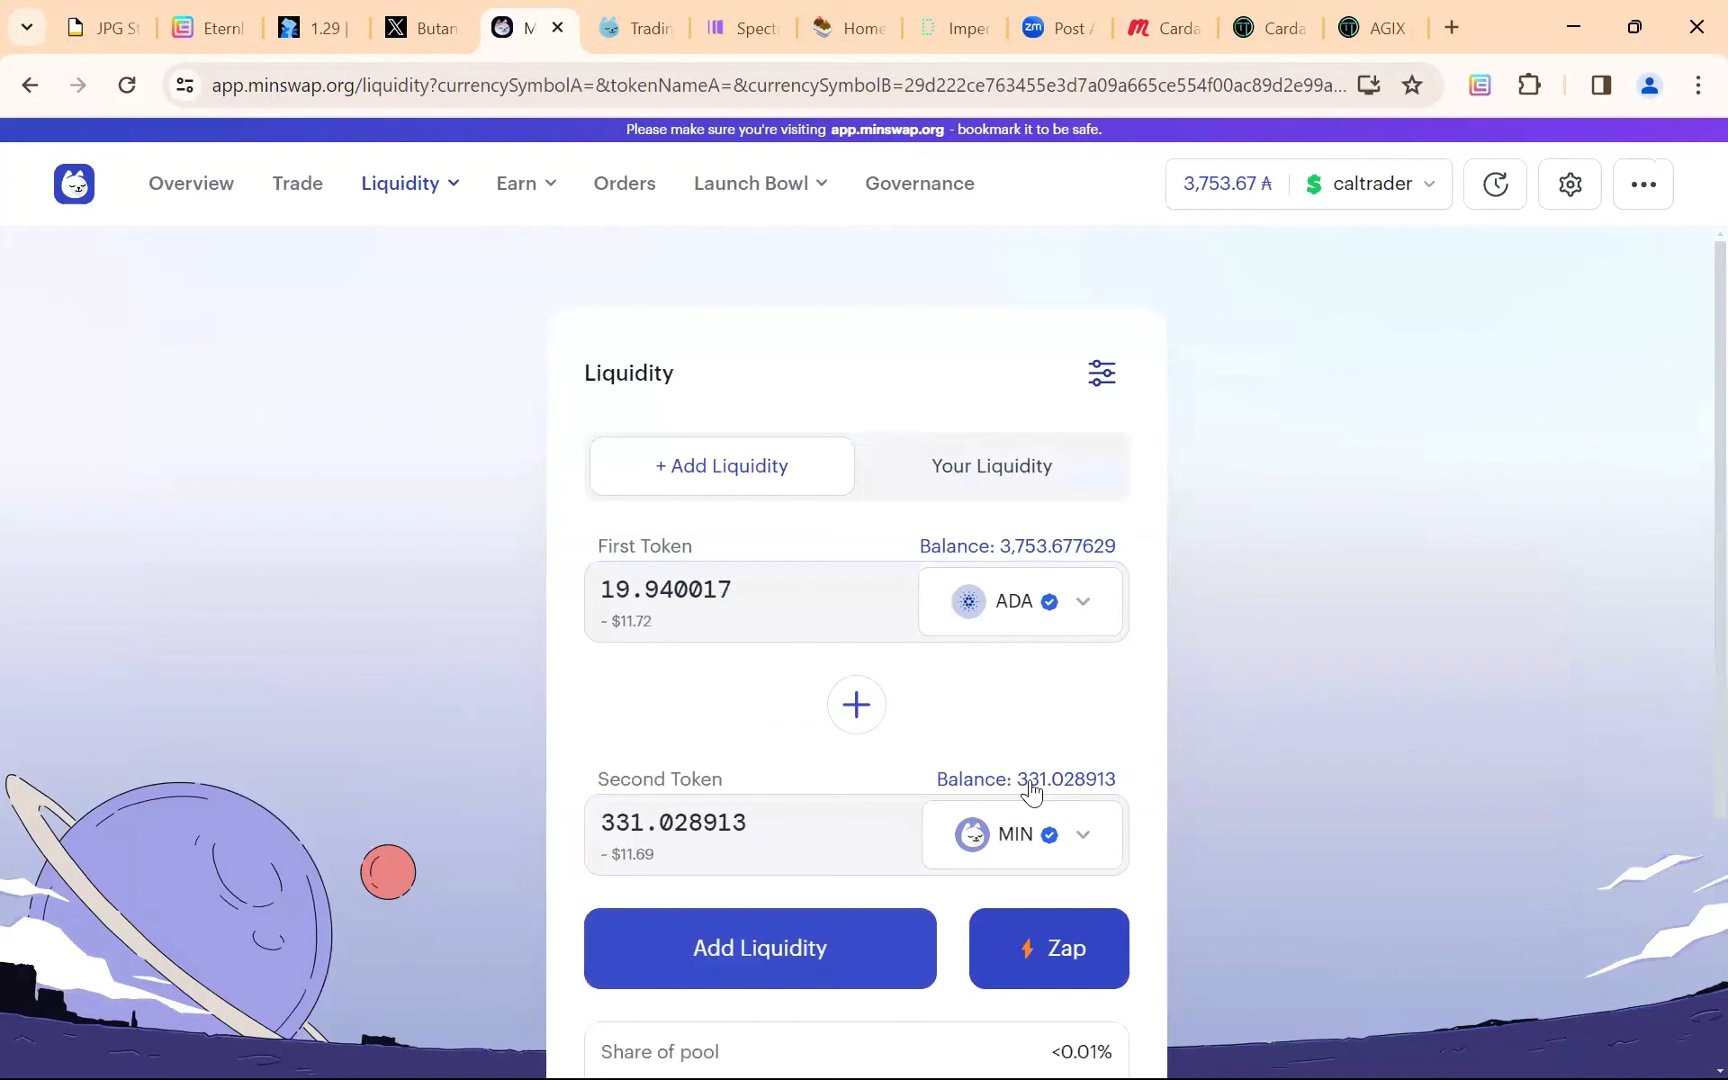 JPG S
Eternl
1.29 |
Butan
M
Tradin
Spect
Home
Imper
Post A
Carda
Carda
AGIX
app.minswap.org/liquidity?currencySymbolA=&tokenNameA=&currencySymbolB=29d222ce763455e3d7a09a665ce554f00ac89d2e99a...
Please make sure you're visiting app.minswap.org - bookmark it to be safe.
Overview Trade Liquidity Earn Orders Launch Bowl Governance 3,753.67 ₳ caltrader
Liquidity
+ Add Liquidity Your Liquidity
First Token Balance: 3,753.677629
19.940017 ADA
~ $11.72
Second Token Balance: 331.028913
331.028913 MIN
~ $11.69
Add Liquidity Zap
Share of pool <0.01%